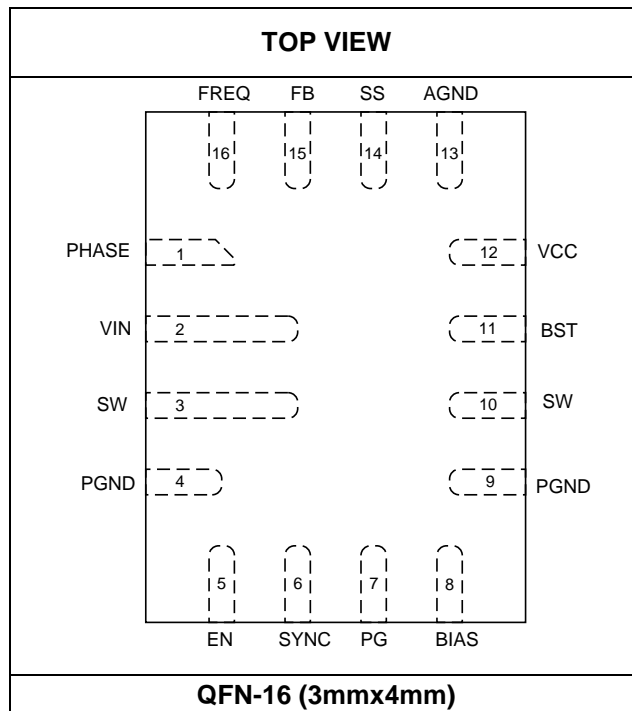 TOP VIEW
FREQ FB SS AGND
16 15 14 13
PHASE 1 12 VCC
VIN 2 11 BST
SW 3 10 SW
PGND 4 9 PGND
5 6 7 8
EN SYNC PG BIAS
QFN-16 (3mmx4mm)